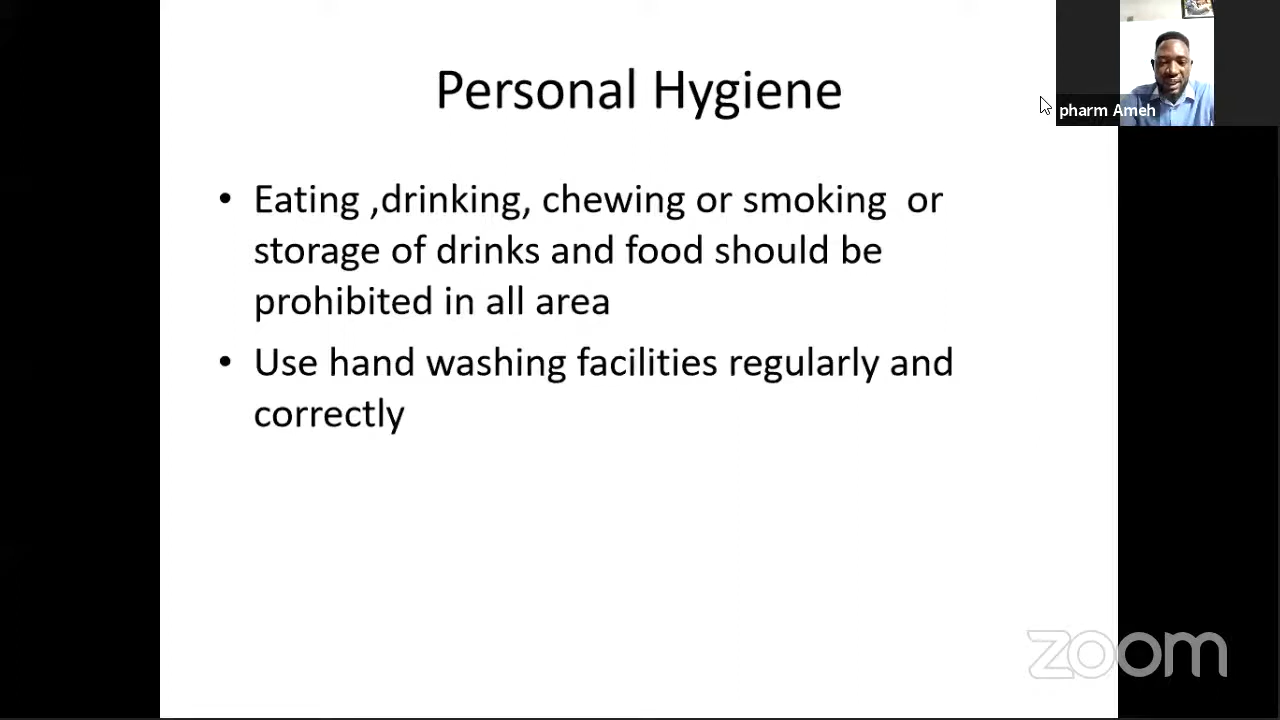 Personal Hygiene
pharm Ameh
• Eating ,drinking, chewing or smoking  or
storage of drinks and food should be
prohibited in all area
• Use hand washing facilities regularly and
correctly
zoom